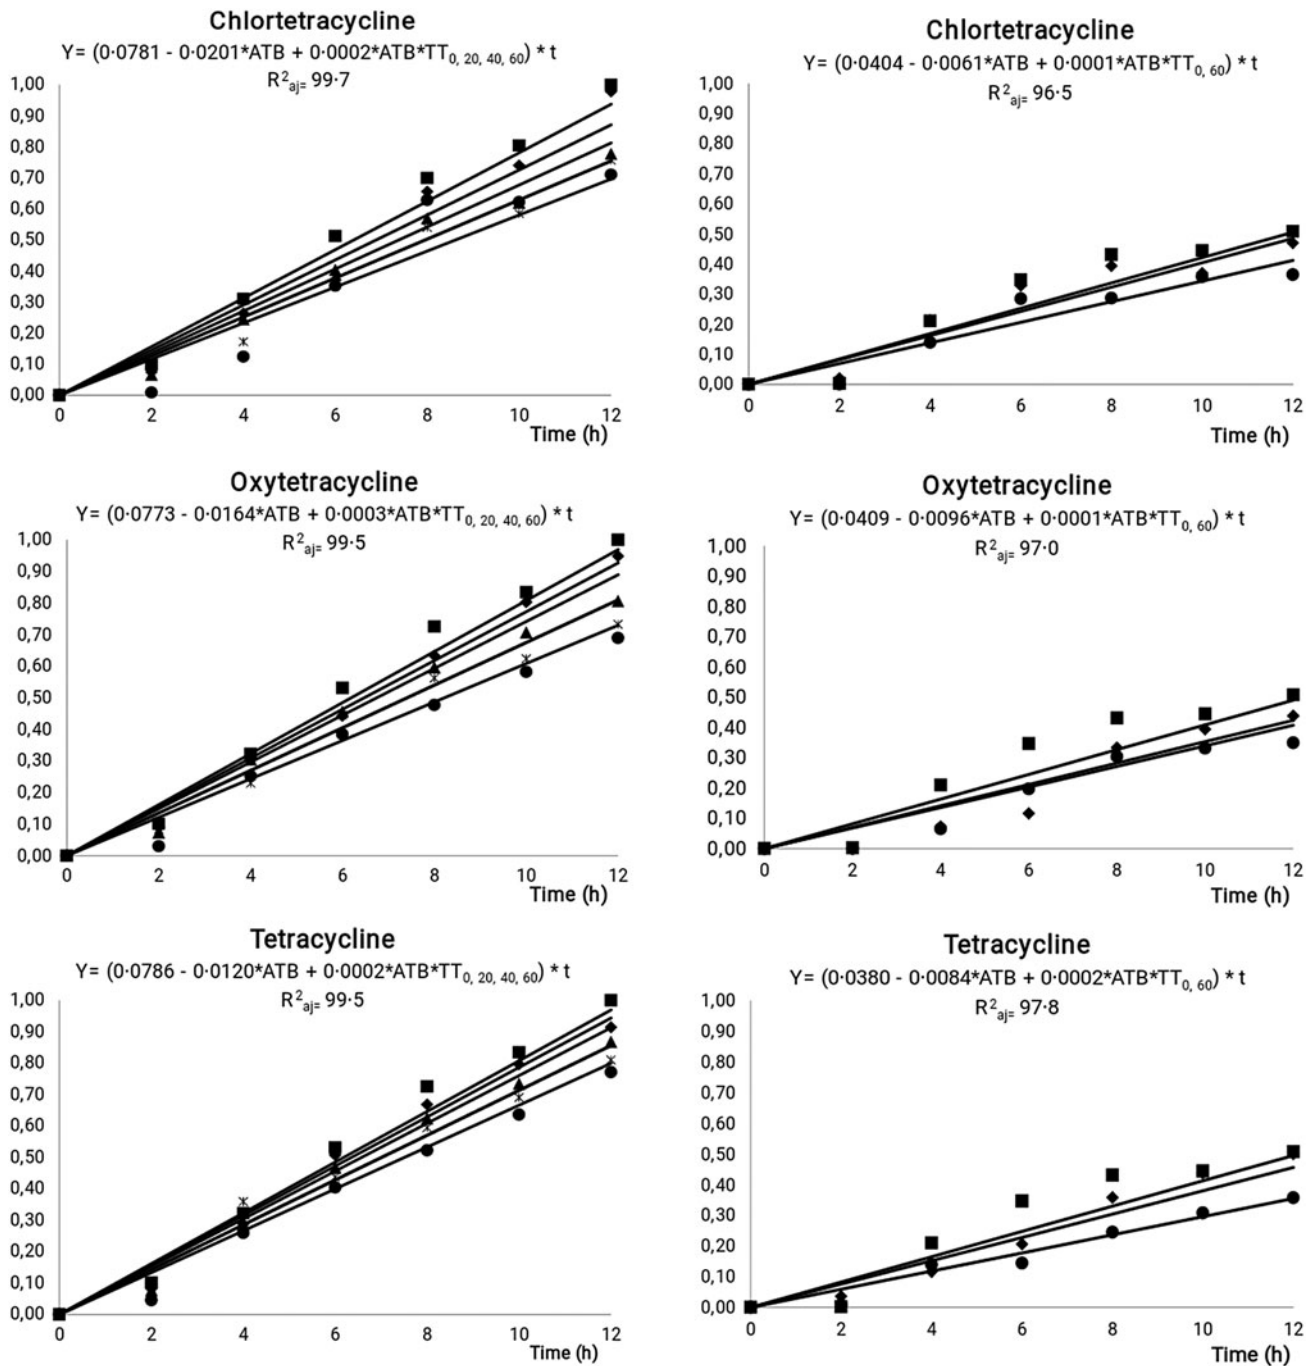 Chlortetracycline
Y= (0·0781 - 0·0201*ATB + 0·0002*ATB*TT0, 20, 40, 60) * t
R2aj= 99·7
1,00
0,90
0,80
0,70
0,60
0,50
0,40
0,30
0,20
0,10
0,00
0 2 4 6 8 10 12
Time (h)
Chlortetracycline
Y= (0·0404 - 0·0061*ATB + 0·0001*ATB*TT0, 60) * t
R2aj= 96·5
1,00
0,90
0,80
0,70
0,60
0,50
0,40
0,30
0,20
0,10
0,00
0 2 4 6 8 10 12
Time (h)
Oxytetracycline
Y= (0·0773 - 0·0164*ATB + 0·0003*ATB*TT0, 20, 40, 60) * t
R2aj= 99·5
1,00
0,90
0,80
0,70
0,60
0,50
0,40
0,30
0,20
0,10
0,00
0 2 4 6 8 10 12
Time (h)
Oxytetracycline
Y= (0·0409 - 0·0096*ATB + 0·0001*ATB*TT0, 60) * t
R2aj= 97·0
1,00
0,90
0,80
0,70
0,60
0,50
0,40
0,30
0,20
0,10
0,00
0 2 4 6 8 10 12
Time (h)
Tetracycline
Y= (0·0786 - 0·0120*ATB + 0·0002*ATB*TT0, 20, 40, 60) * t
R2aj= 99·5
1,00
0,90
0,80
0,70
0,60
0,50
0,40
0,30
0,20
0,10
0,00
0 2 4 6 8 10 12
Time (h)
Tetracycline
Y= (0·0380 - 0·0084*ATB + 0·0002*ATB*TT0, 60) * t
R2aj= 97·8
1,00
0,90
0,80
0,70
0,60
0,50
0,40
0,30
0,20
0,10
0,00
0 2 4 6 8 10 12
Time (h)